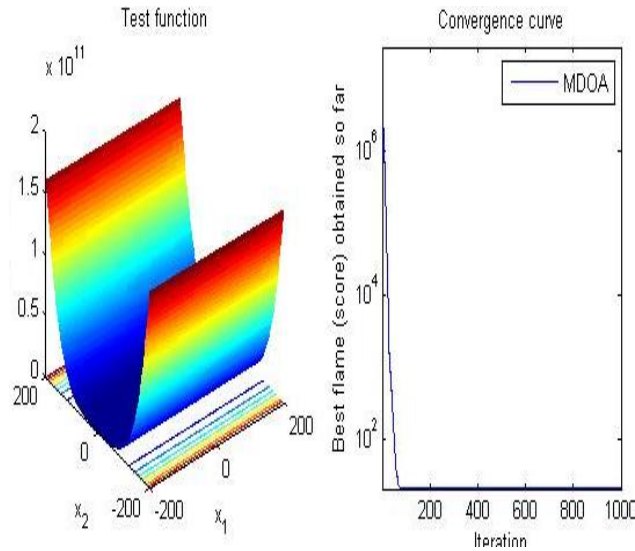 Test function
x 10^11
2
1.5
1
0.5
0
200
0
-200
x_2
-200
0
200
x_1
Convergence curve
MDOA
Best flame (score) obtained so far
10^6
10^4
10^2
200 400 600 800 1000
Iteration